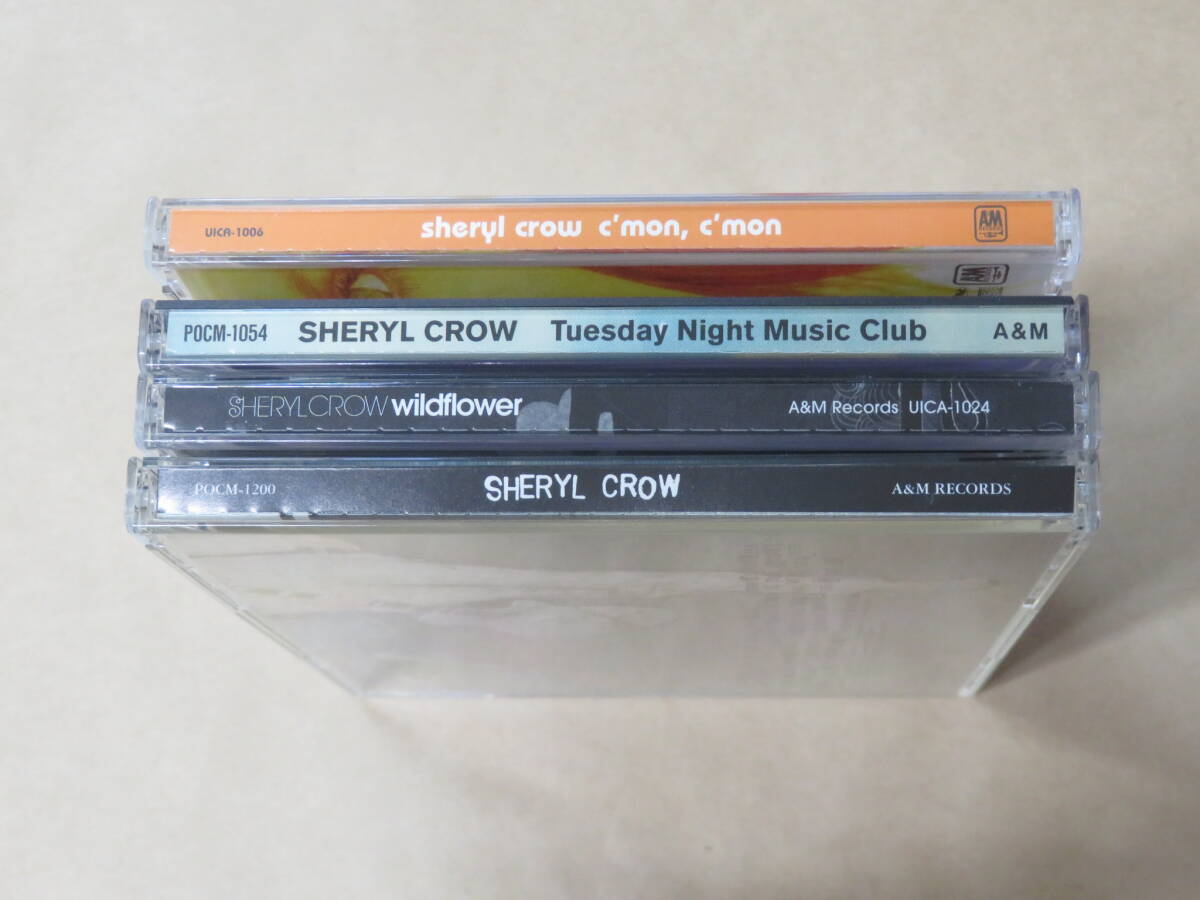 UICA-1006 sheryl crow c'mon, c'mon A&M
POCM-1054 SHERYL CROW Tuesday Night Music Club A&M
SHERYL CROW wildflower A&M Records UICA-1024
POCM-1200 SHERYL CROW A&M RECORDS